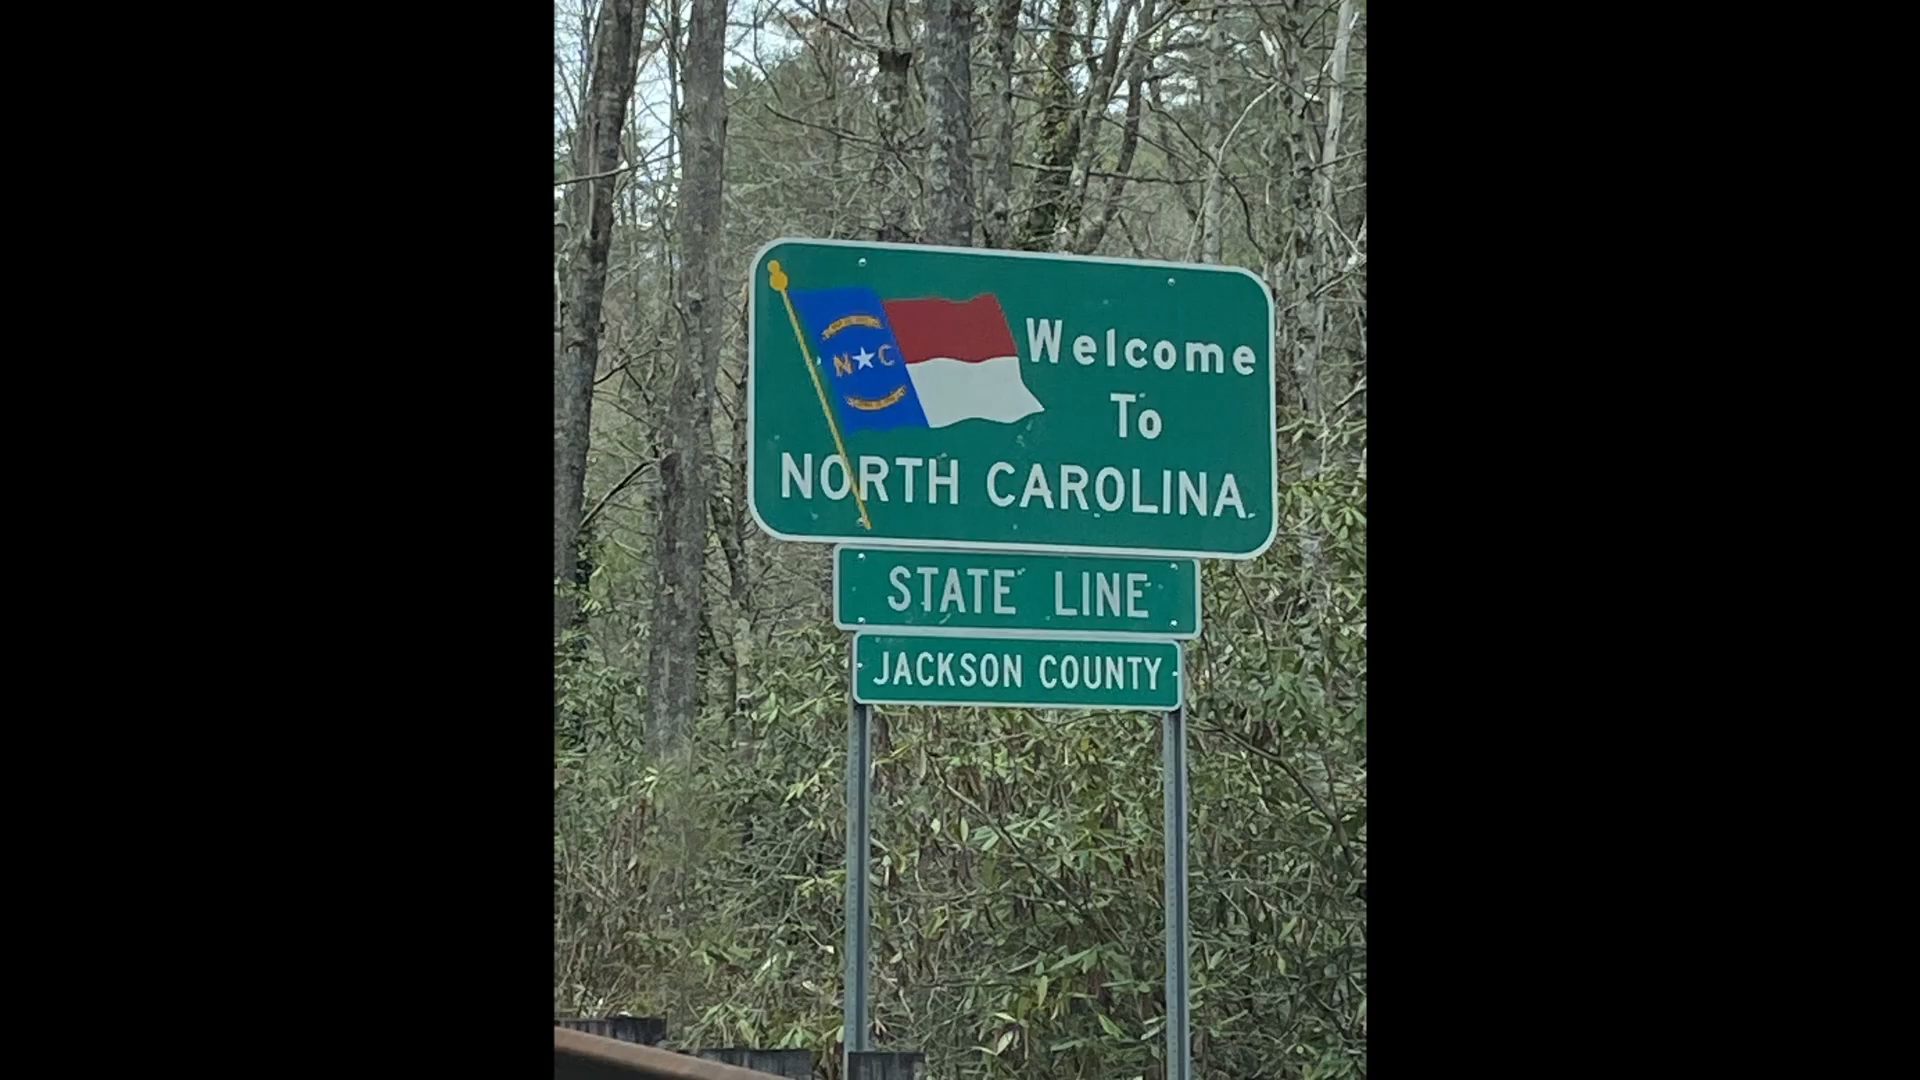 N C
Welcome
To
NORTH CAROLINA
STATE LINE
JACKSON COUNTY